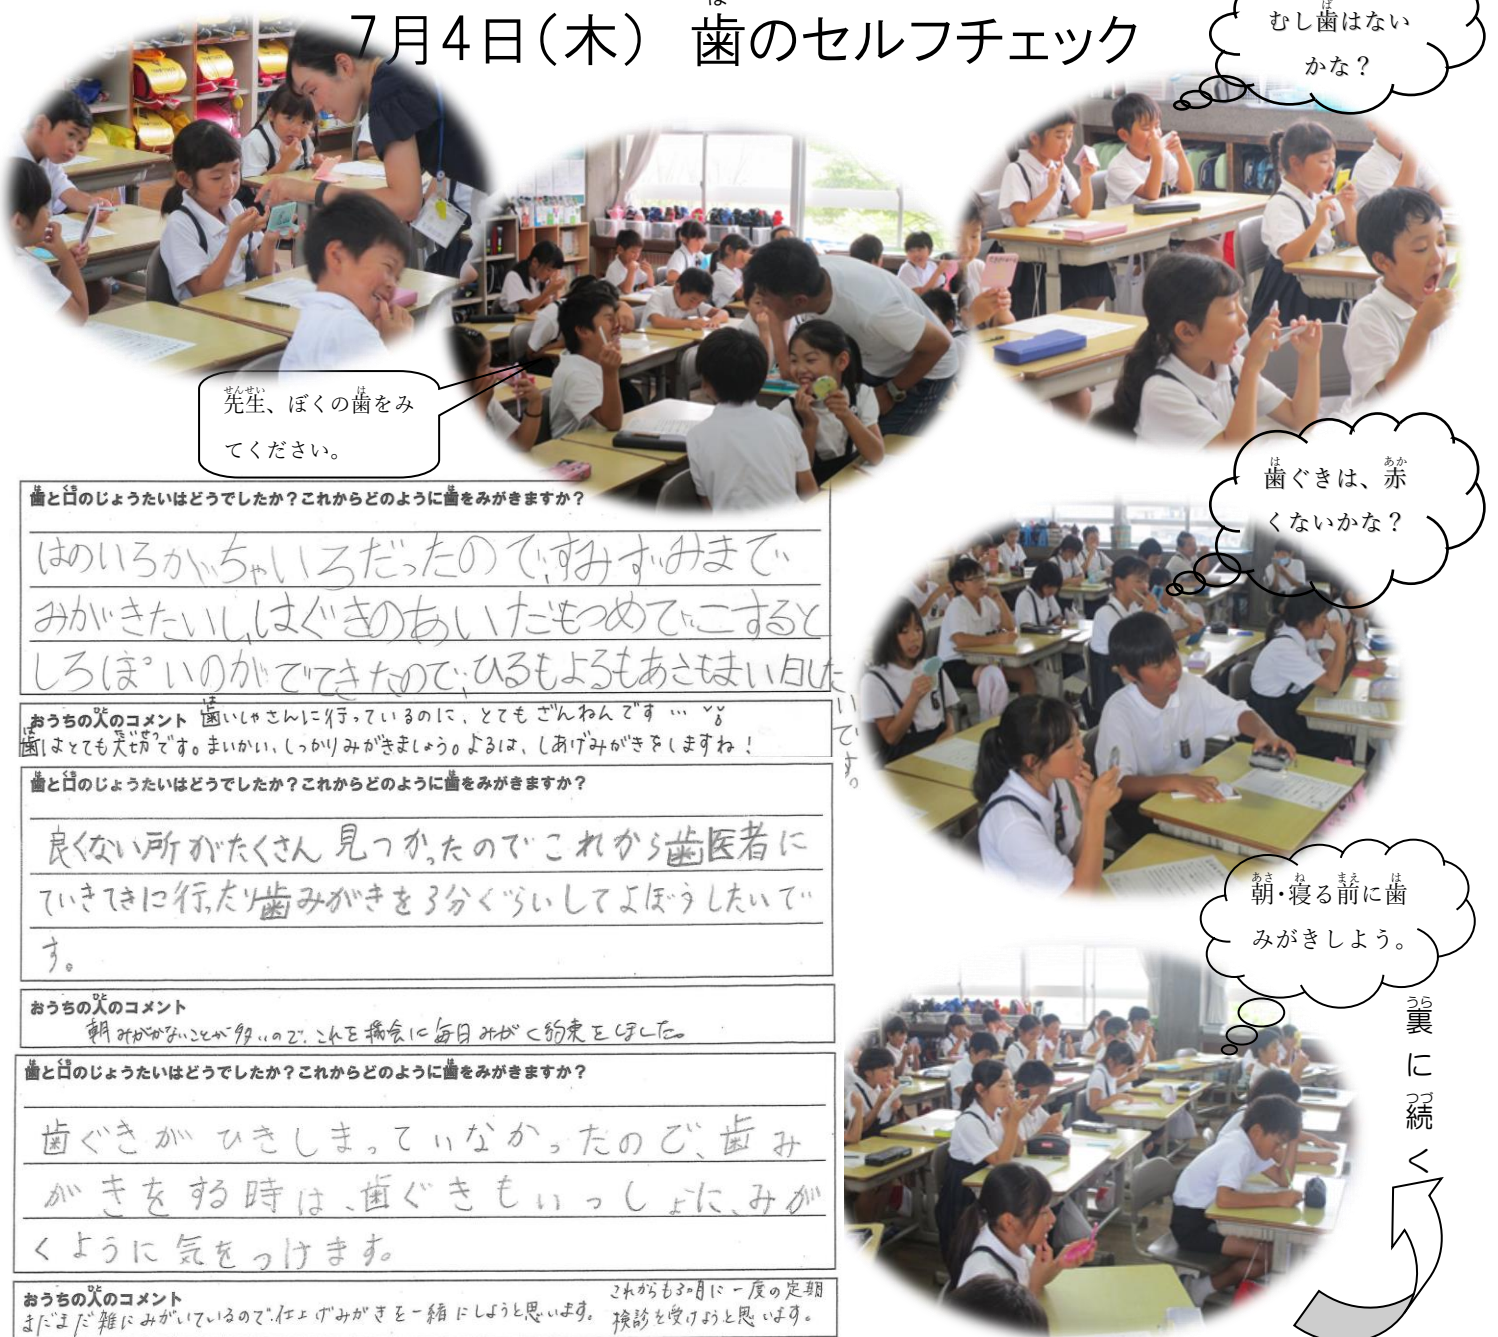 7月4日(木) 歯のセルフチェック
むし歯はない
かな？
先生、ぼくの歯をみ
てください。
歯ぐきは、赤
くないかな？
朝・寝る前に歯
みがきしよう。
裏に続く
歯と口のじょうたいはどうでしたか？これからどのように歯をみがきますか？
はのいろがちゃいろだったので、すみずみまで
みがきたいし、はぐきのあいだもつめでこすると
しろぽいのがでてきたので、ひるもよるもあさもまい日した
いです。
おうちの人のコメント 歯いしゃさんに行っているのに、とてもざんねんです…
歯はとても大切です。まいかい、しっかりみがきましょう。よるは、しあげみがきをしますね！
歯と口のじょうたいはどうでしたか？これからどのように歯をみがきますか？
良くない所がたくさん見つかったのでこれから歯医者に
ていきてきに行ったり歯みがきを3分ぐらいしてよぼうしたいで
す。
おうちの人のコメント
朝みがかないことが多いので、これを機会に毎日みがく約束をしました。
歯と口のじょうたいはどうでしたか？これからどのように歯をみがきますか？
歯ぐきがひきしまっていなかったので、歯み
がきをする時は、歯ぐきもいっしょに、みが
くように気をつけます。
おうちの人のコメント
まだまだ雑にみがいているので、仕上げみがきを一緒にしようと思います。
これからも3ヶ月に一度の定期
検診を受けようと思います。